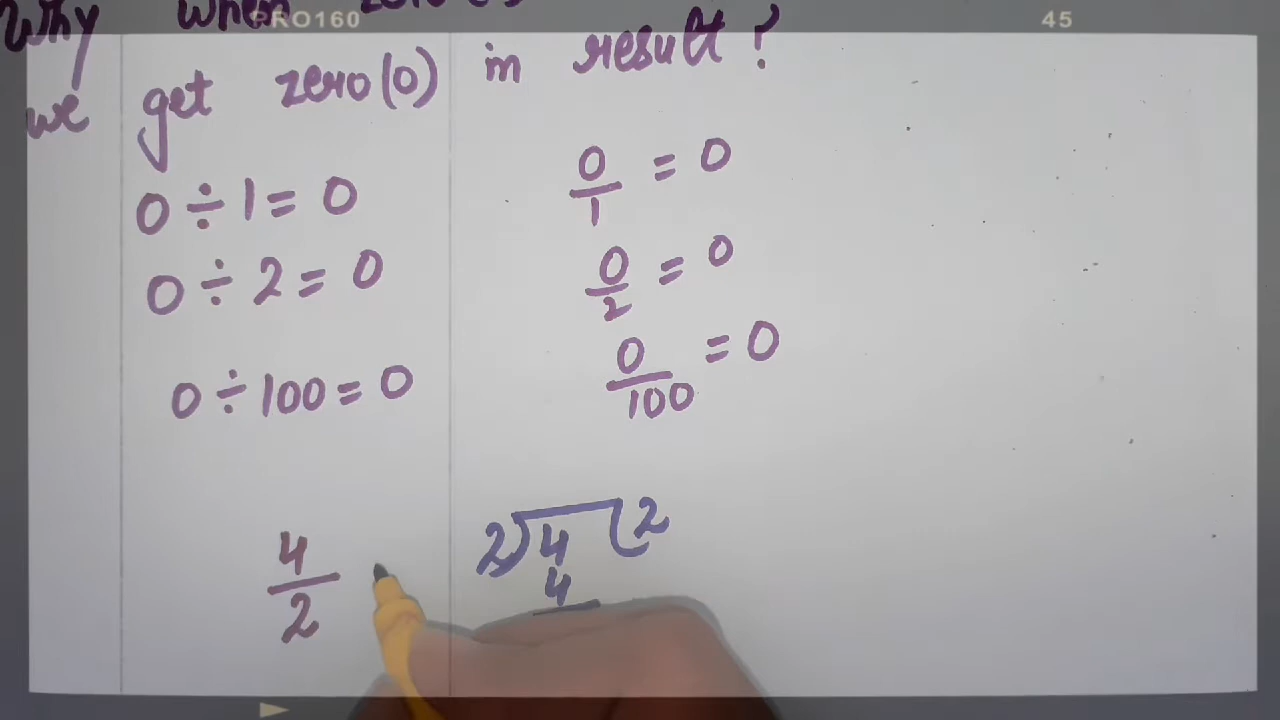 PRO160 45
Why when
we get zero(0) in result?
0 ÷ 1 = 0
0/1 = 0
0 ÷ 2 = 0
0/2 = 0
0 ÷ 100 = 0
0/100 = 0
4/2
2)4(2
4